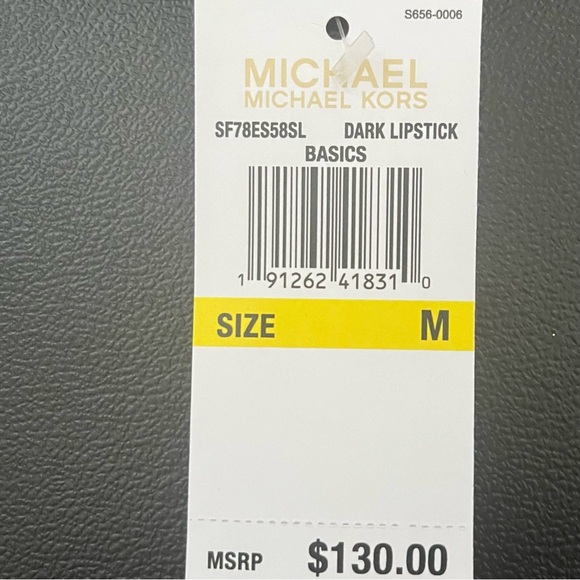 S656-0006
MICHAEL
MICHAEL KORS
SF78ES58SL DARK LIPSTICK
BASICS
1 91262 41831 0
SIZE M
MSRP $130.00